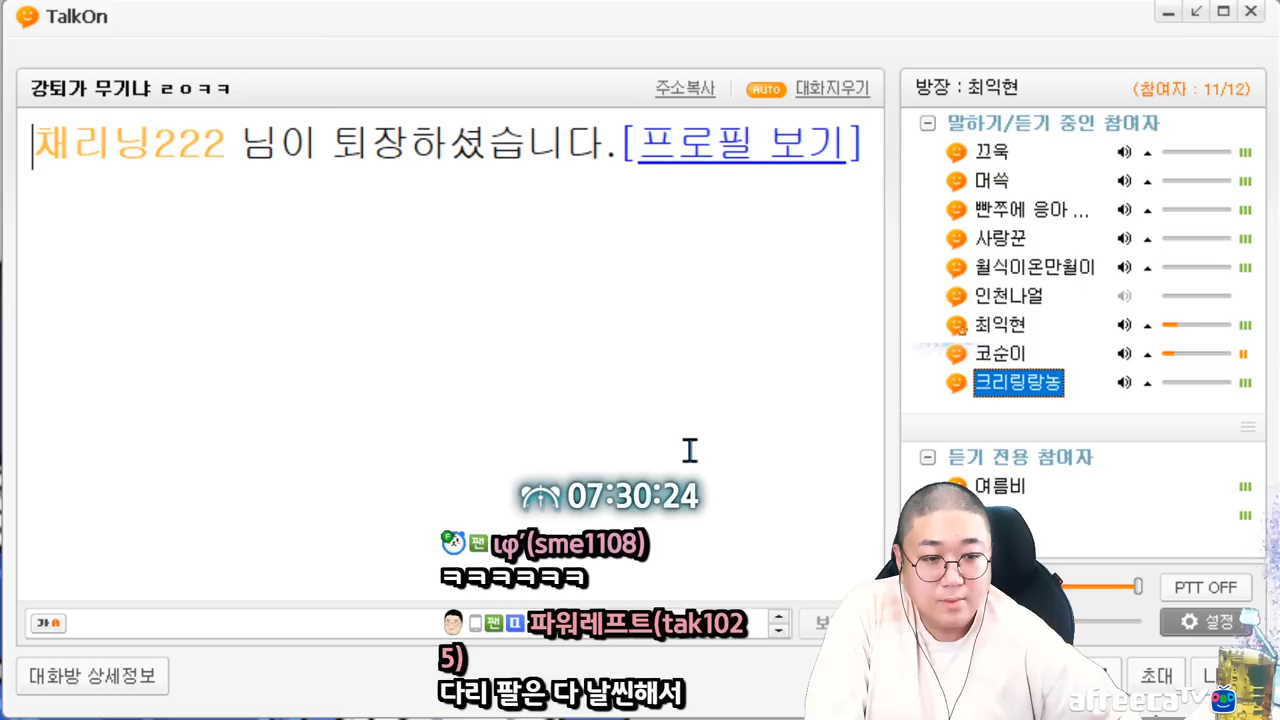 TalkOn
강퇴가 무기냐 ㄹㅇㅋㅋ
주소복사
AUTO
대화지우기
채리닝222 님이 퇴장하셨습니다.[프로필 보기]
방장 : 최익현
(참여자 : 11/12)
말하기/듣기 중인 참여자
끄욱
머쓱
빤쭈에 응아 ...
사랑꾼
월식이온만월이
인천나얼
최익현
코순이
크리링랑농
듣기 전용 참여자
여름비
07:30:24
팬 ιφ′(sme1108)
ㅋㅋㅋㅋㅋㅋ
팬 파워레프트(tak102
5)
다리 팔은 다 날씬해서
가
대화방 상세정보
PTT OFF
설정
초대
afreecaTV